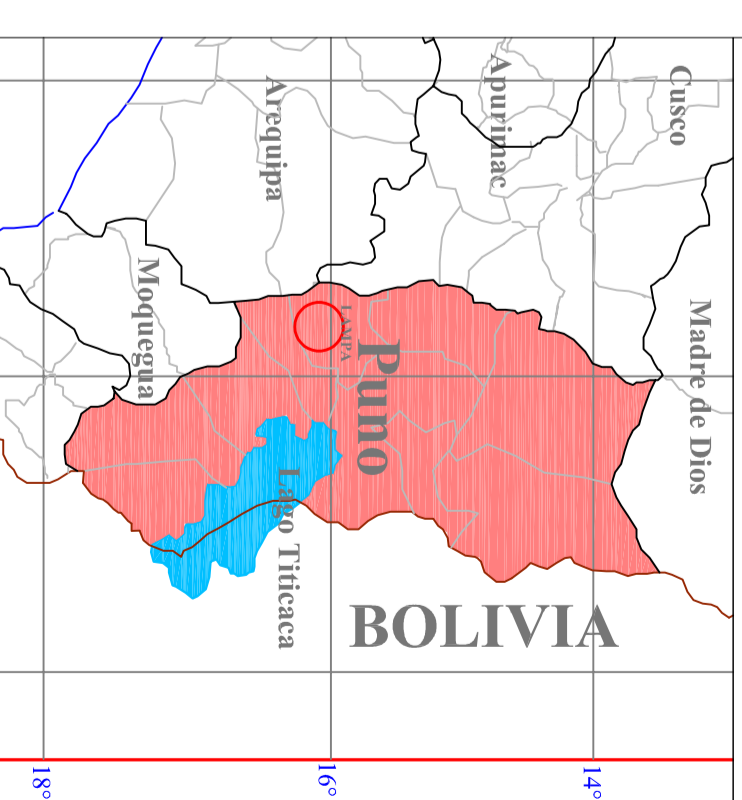 Cusco
Madre de Dios
Apurimac
Puno
LAMPA
BOLIVIA
Arequipa
Lago Titicaca
Moquegua
14°
16°
18°